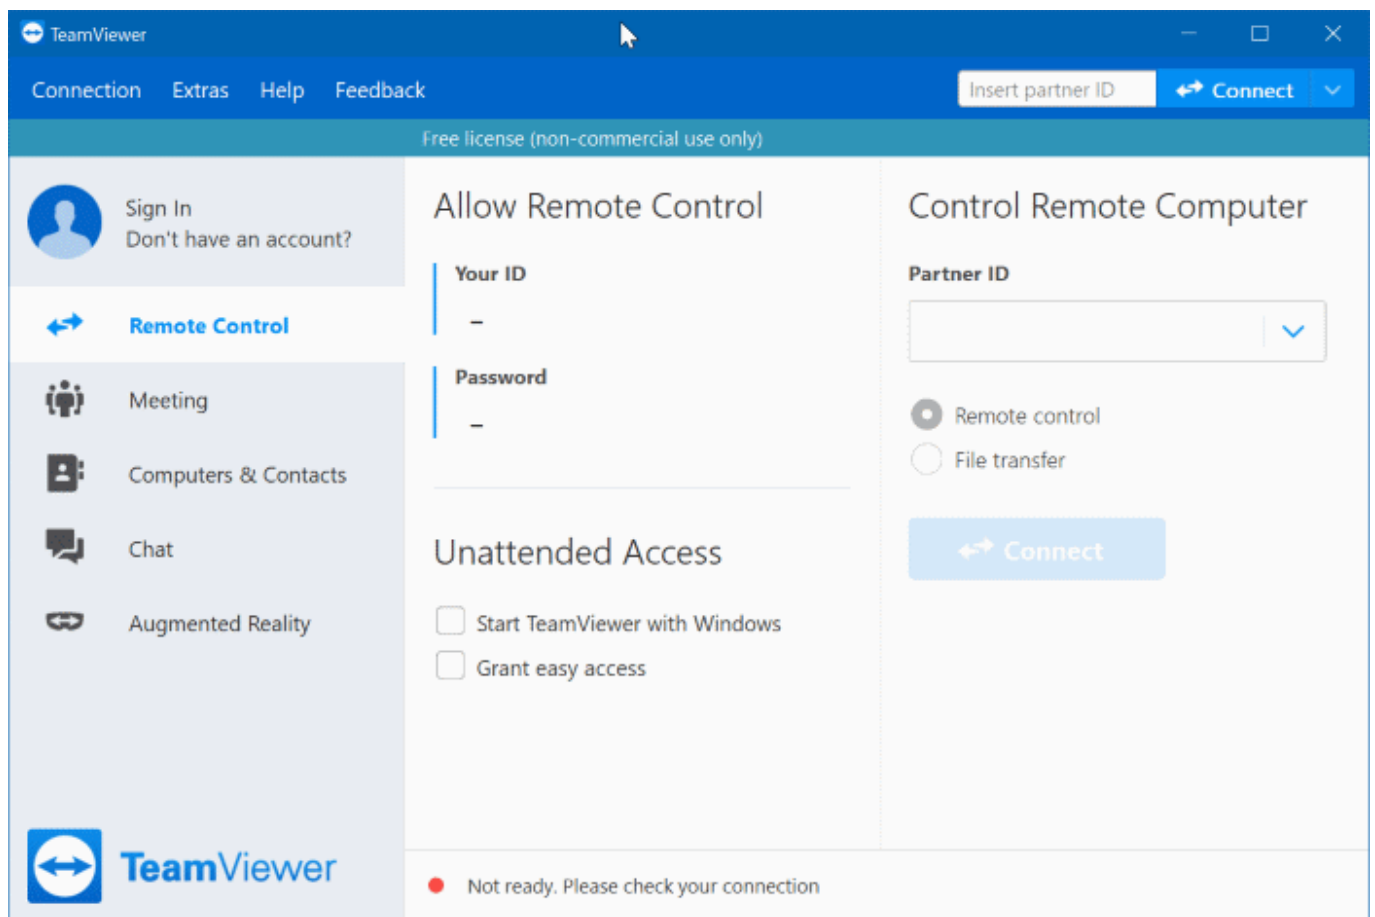 TeamViewer
Connection Extras Help Feedback
Insert partner ID
Connect
Free license (non-commercial use only)
Sign In
Don't have an account?
Remote Control
Meeting
Computers & Contacts
Chat
Augmented Reality
TeamViewer
Allow Remote Control
Your ID
–
Password
–
Unattended Access
Start TeamViewer with Windows
Grant easy access
Control Remote Computer
Partner ID
Remote control
File transfer
Connect
Not ready. Please check your connection